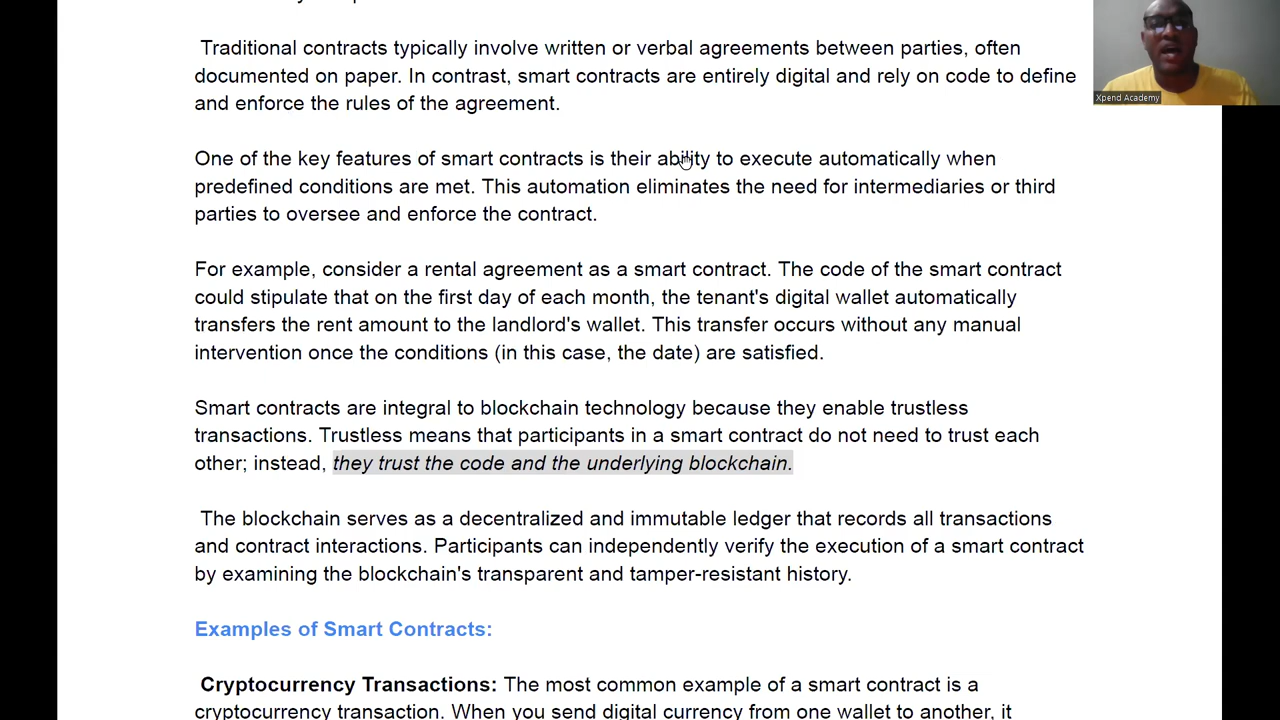 Traditional contracts typically involve written or verbal agreements between parties, often
documented on paper. In contrast, smart contracts are entirely digital and rely on code to define
and enforce the rules of the agreement.
One of the key features of smart contracts is their ability to execute automatically when
predefined conditions are met. This automation eliminates the need for intermediaries or third
parties to oversee and enforce the contract.
For example, consider a rental agreement as a smart contract. The code of the smart contract
could stipulate that on the first day of each month, the tenant's digital wallet automatically
transfers the rent amount to the landlord's wallet. This transfer occurs without any manual
intervention once the conditions (in this case, the date) are satisfied.
Smart contracts are integral to blockchain technology because they enable trustless
transactions. Trustless means that participants in a smart contract do not need to trust each
other; instead, they trust the code and the underlying blockchain.
The blockchain serves as a decentralized and immutable ledger that records all transactions
and contract interactions. Participants can independently verify the execution of a smart contract
by examining the blockchain's transparent and tamper-resistant history.
Examples of Smart Contracts:
Cryptocurrency Transactions: The most common example of a smart contract is a
cryptocurrency transaction. When you send digital currency from one wallet to another, it
Xpend Academy